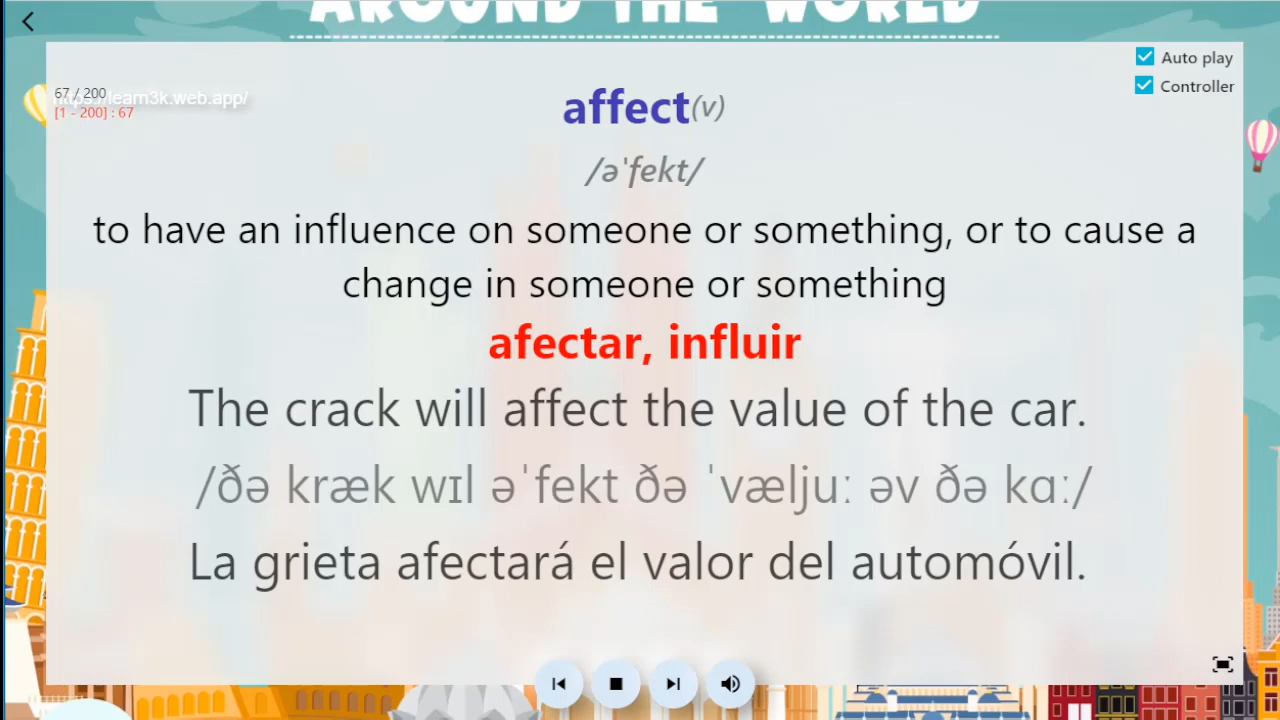 AROUND THE WORLD
Auto play
67 / 200
https://learn3k.web.app/
Controller
[1 - 200] : 67
affect(v)
/əˈfekt/
to have an influence on someone or something, or to cause a
change in someone or something
afectar, influir
The crack will affect the value of the car.
/ðə kræk wɪl əˈfekt ðə ˈvæljuː əv ðə kɑː/
La grieta afectará el valor del automóvil.